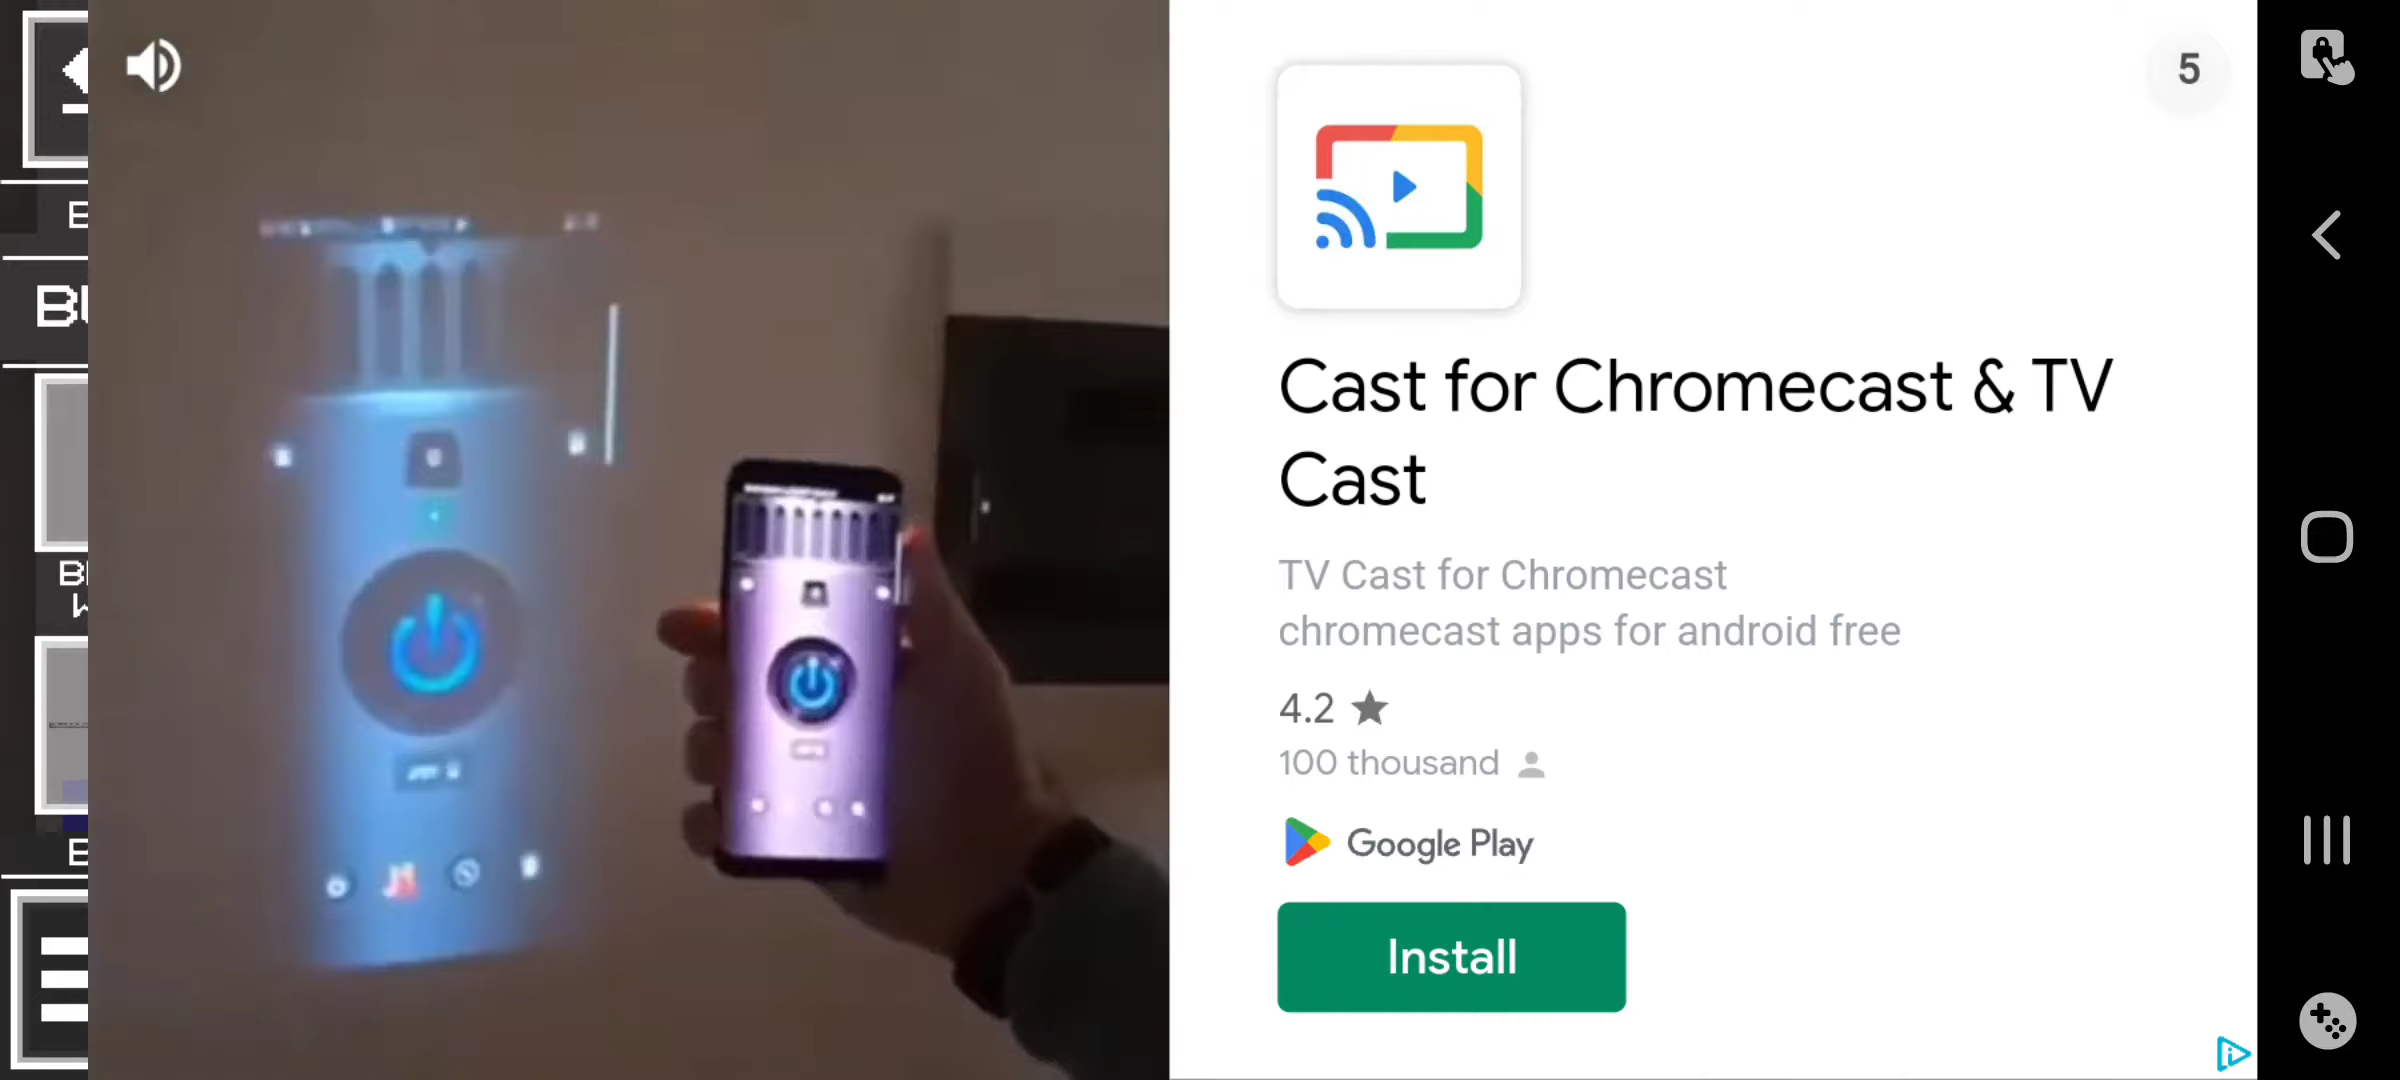 5
Cast for Chromecast & TV
Cast
TV Cast for Chromecast
chromecast apps for android free
4.2
100 thousand
Google Play
Install